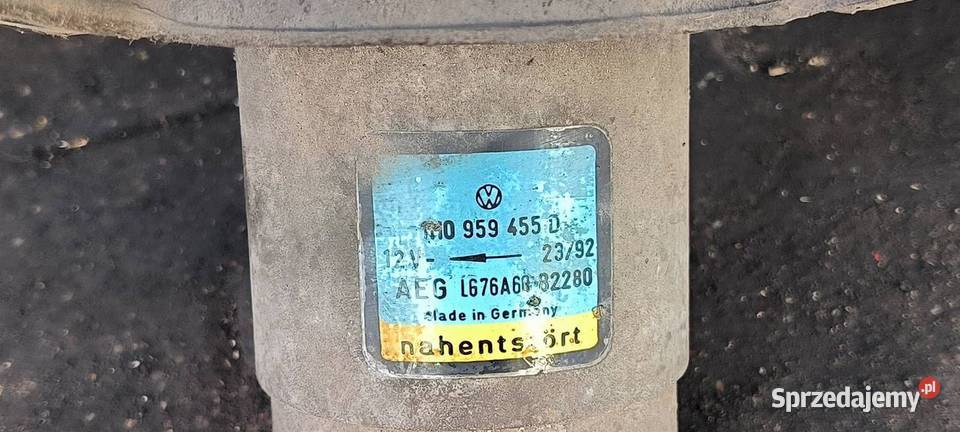 1H0 959 455 D
12V- 23/92
AEG L676A60-82280
Made in Germany
nahentstört
Sprzedajemy.pl